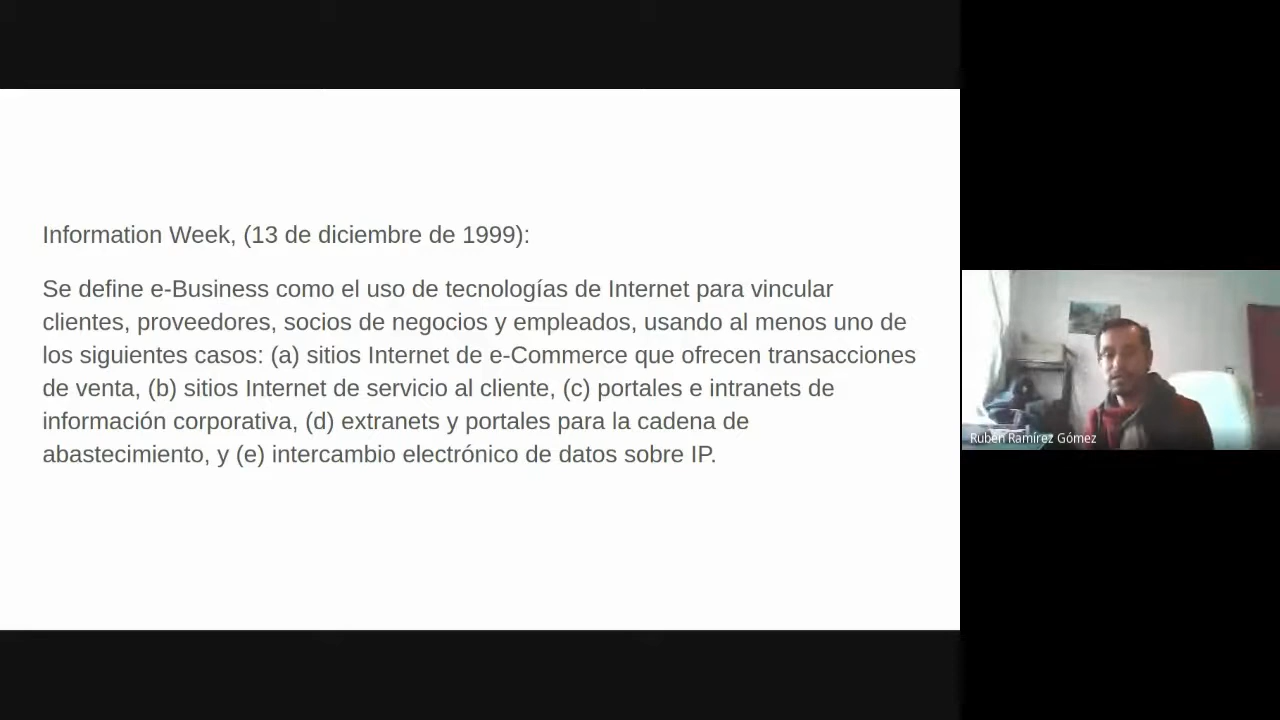 Information Week, (13 de diciembre de 1999):
Se define e-Business como el uso de tecnologías de Internet para vincular
clientes, proveedores, socios de negocios y empleados, usando al menos uno de
los siguientes casos: (a) sitios Internet de e-Commerce que ofrecen transacciones
de venta, (b) sitios Internet de servicio al cliente, (c) portales e intranets de
información corporativa, (d) extranets y portales para la cadena de
abastecimiento, y (e) intercambio electrónico de datos sobre IP.
Rubén Ramírez Gómez